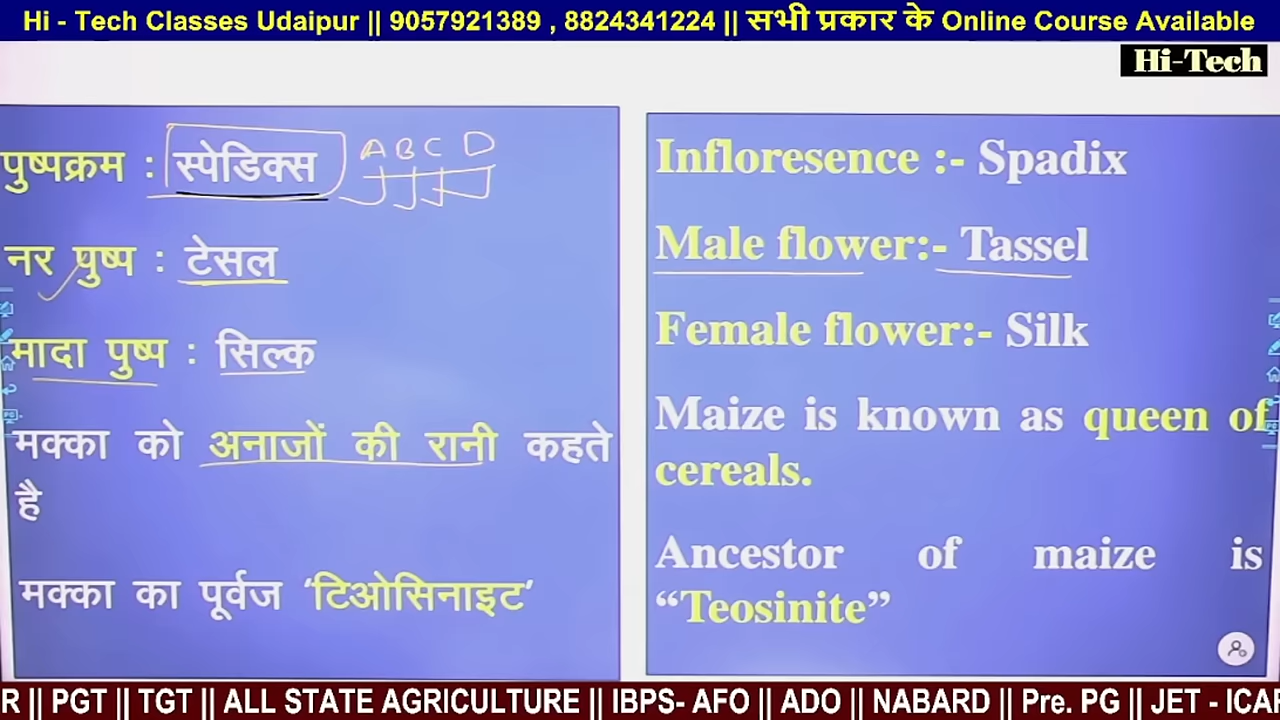 Hi - Tech Classes Udaipur || 9057921389 , 8824341224 || सभी प्रकार के Online Course Available
Hi-Tech
पुष्पक्रम : स्पेडिक्स
A B C D
नर पुष्प : टेसल
मादा पुष्प : सिल्क
मक्का को अनाजों की रानी कहते
है
मक्का का पूर्वज ‘टिओसिनाइट’
Infloresence :- Spadix
Male flower:- Tassel
Female flower:- Silk
Maize is known as queen of
cereals.
Ancestor of maize is
“Teosinite”
R || PGT || TGT || ALL STATE AGRICULTURE || IBPS- AFO || ADO || NABARD || Pre. PG || JET - ICAR